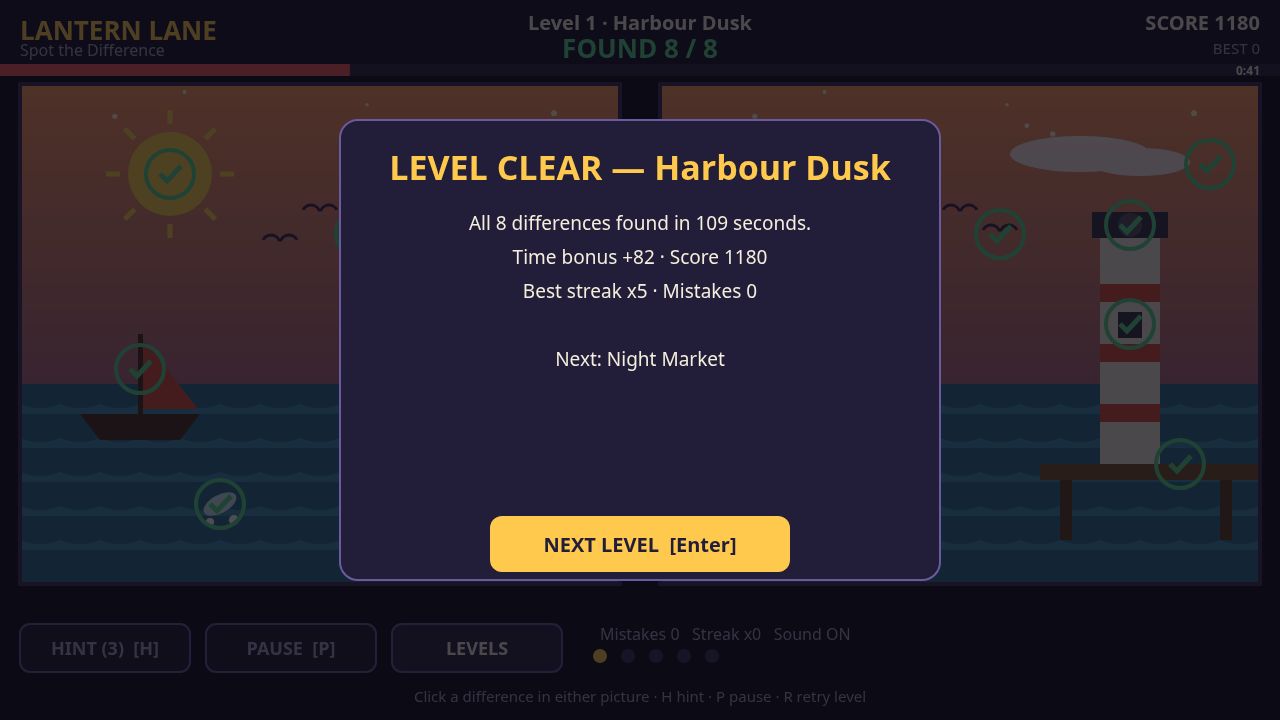 LANTERN LANE
Spot the Difference
Level 1 · Harbour Dusk
FOUND 8 / 8
SCORE 1180
BEST 0
0:41
LEVEL CLEAR — Harbour Dusk
All 8 differences found in 109 seconds.
Time bonus +82 · Score 1180
Best streak x5 · Mistakes 0
Next: Night Market
NEXT LEVEL [Enter]
HINT (3) [H]
PAUSE [P]
LEVELS
Mistakes 0 Streak x0 Sound ON
Click a difference in either picture · H hint · P pause · R retry level